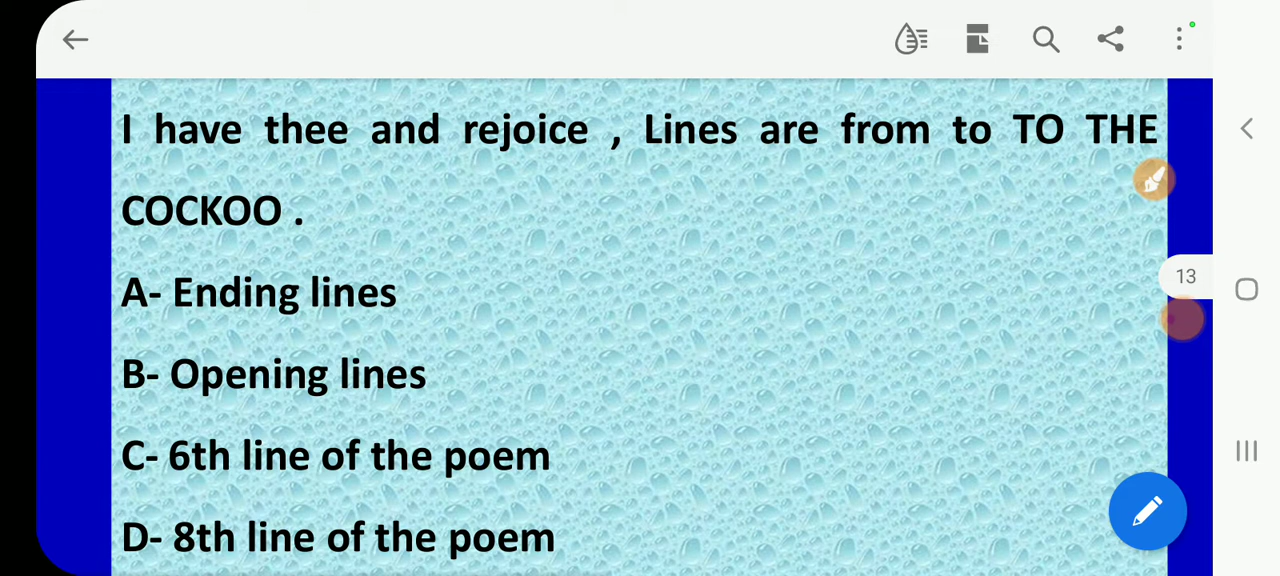 I have thee and rejoice , Lines are from to TO THE
COCKOO .
13
A- Ending lines
B- Opening lines
C- 6th line of the poem
D- 8th line of the poem